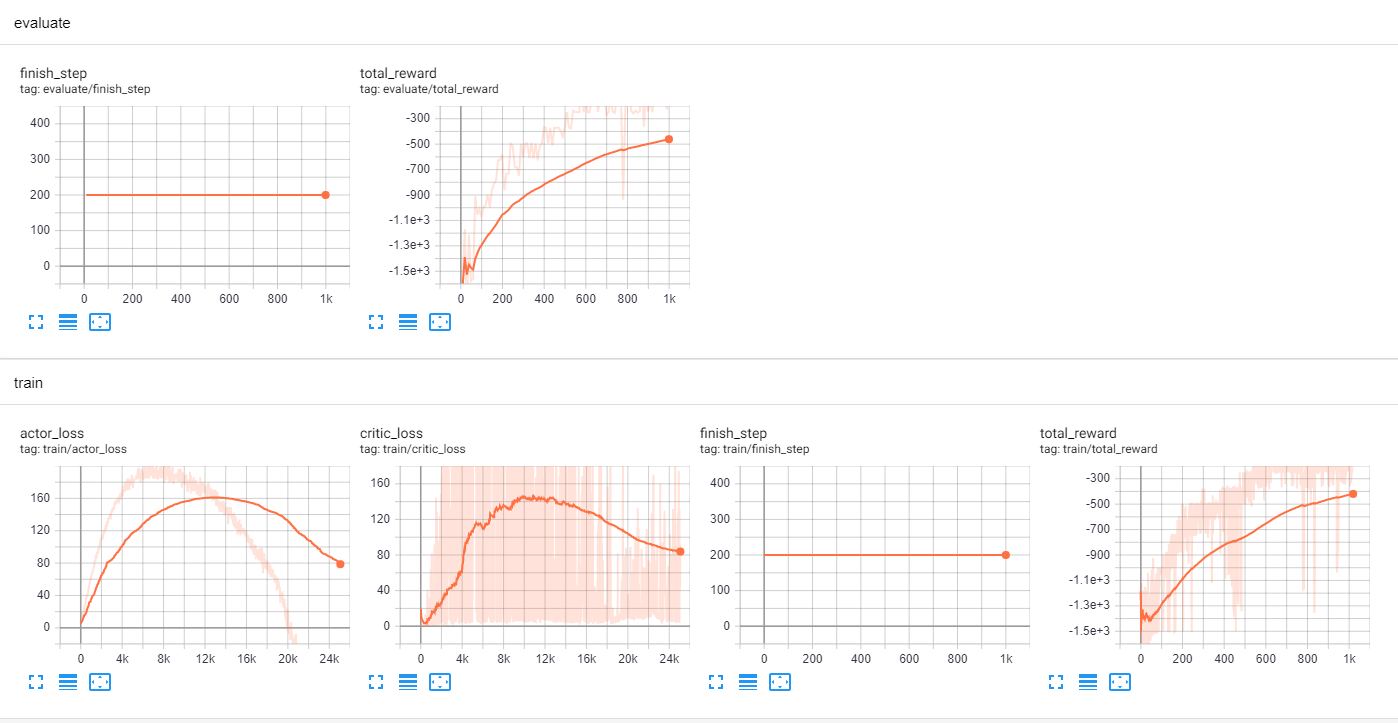 evaluate
finish_step
tag: evaluate/finish_step
400
300
200
100
0
0 200 400 600 800 1k
total_reward
tag: evaluate/total_reward
-300
-500
-700
-900
-1.1e+3
-1.3e+3
-1.5e+3
0 200 400 600 800 1k
train
actor_loss
tag: train/actor_loss
160
120
80
40
0
0 4k 8k 12k 16k 20k 24k
critic_loss
tag: train/critic_loss
160
120
80
40
0
0 4k 8k 12k 16k 20k 24k
finish_step
tag: train/finish_step
400
300
200
100
0
0 200 400 600 800 1k
total_reward
tag: train/total_reward
-300
-500
-700
-900
-1.1e+3
-1.3e+3
-1.5e+3
0 200 400 600 800 1k